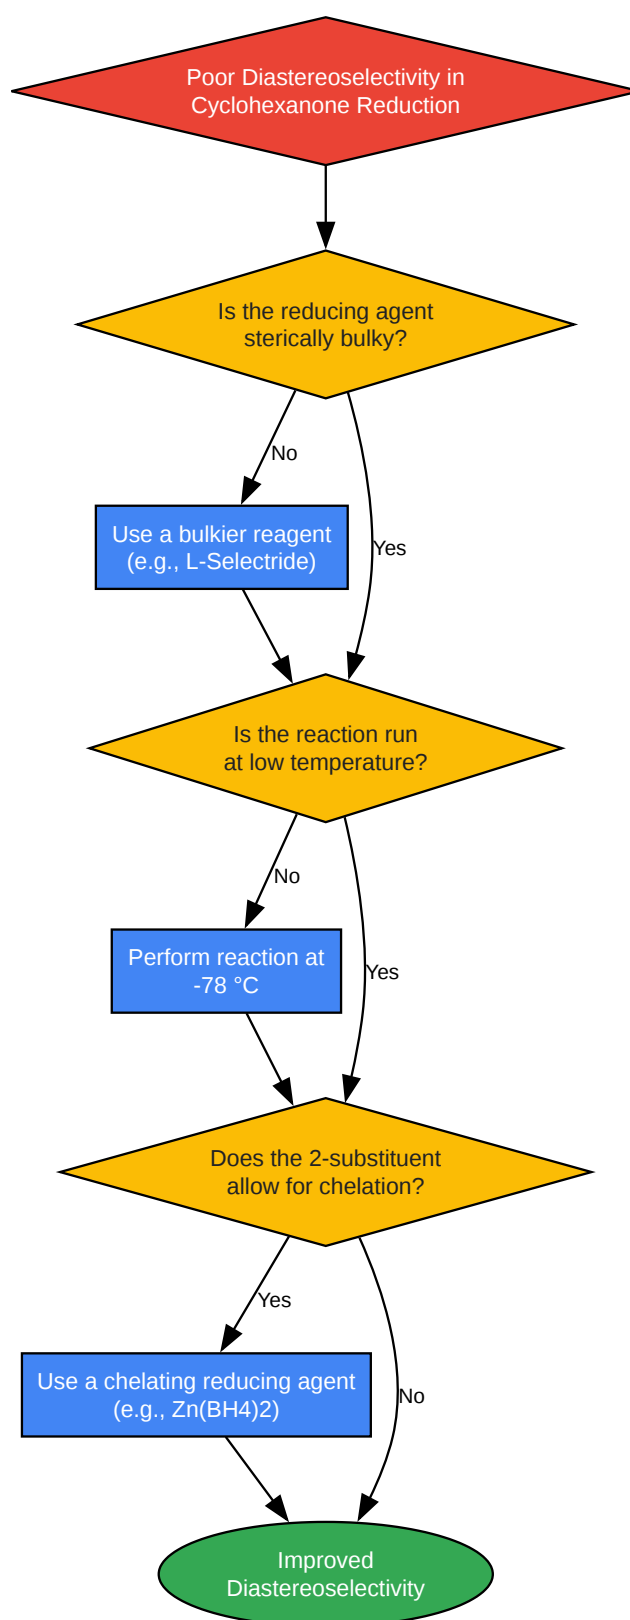 Poor Diastereoselectivity in
Cyclohexanone Reduction
Is the reducing agent
sterically bulky?
No
Use a bulkier reagent
(e.g., L-Selectride)
Yes
Is the reaction run
at low temperature?
No
Perform reaction at
-78 °C
Yes
Does the 2-substituent
allow for chelation?
Yes
Use a chelating reducing agent
(e.g., Zn(BH4)2)
No
Improved
Diastereoselectivity